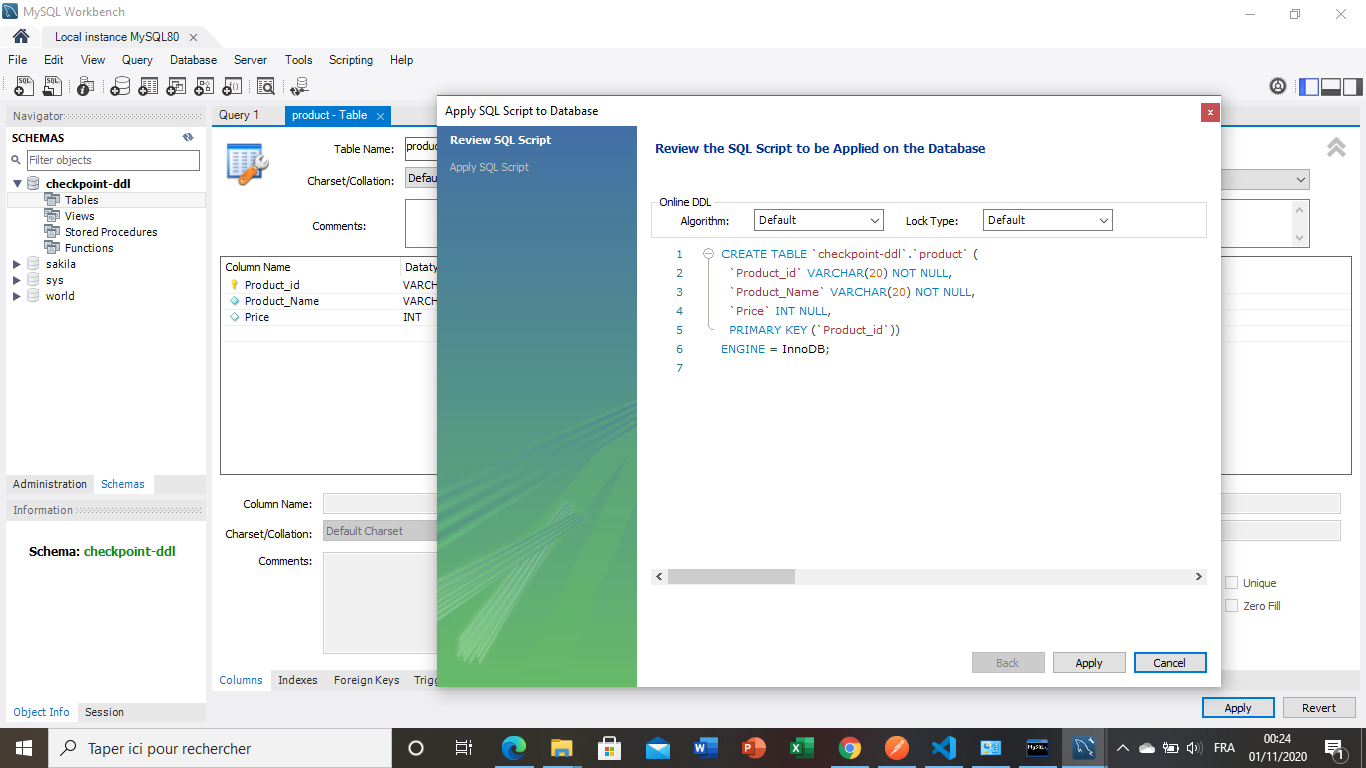 MySQL Workbench
Local instance MySQL80
File Edit View Query Database Server Tools Scripting Help
Navigator
SCHEMAS
Filter objects
checkpoint-ddl
Tables
Views
Stored Procedures
Functions
sakila
sys
world
Administration Schemas
Information
Schema: checkpoint-ddl
Object Info Session
Query 1 product - Table
Table Name: produc
Charset/Collation: Defau
Comments:
Column Name Dataty
Product_id VARCH
Product_Name VARCH
Price INT
Column Name:
Charset/Collation: Default Charset
Comments:
Unique
Zero Fill
Columns Indexes Foreign Keys Trigg
Apply Revert
Apply SQL Script to Database
Review SQL Script
Apply SQL Script
Review the SQL Script to be Applied on the Database
Online DDL
Algorithm: Default Lock Type: Default
1 CREATE TABLE `checkpoint-ddl`.`product` (
2 `Product_id` VARCHAR(20) NOT NULL,
3 `Product_Name` VARCHAR(20) NOT NULL,
4 `Price` INT NULL,
5 PRIMARY KEY (`Product_id`))
6 ENGINE = InnoDB;
7
Back Apply Cancel
Taper ici pour rechercher
FRA
00:24
01/11/2020
1